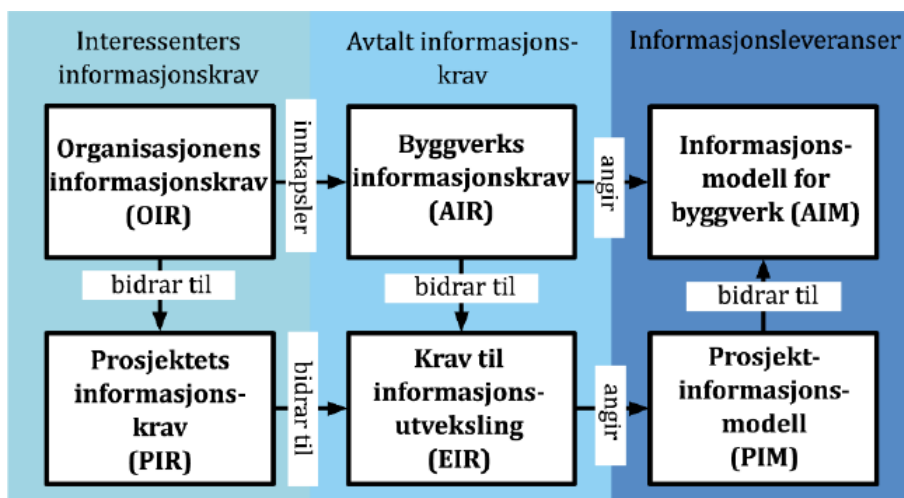 Interessenters
informasjonskrav
Avtalt informasjons-
krav
Informasjonsleveranser
Organisasjonens
informasjonskrav
(OIR)
innkapsler
Byggverks
informasjonskrav
(AIR)
angir
Informasjons-
modell for
byggverk (AIM)
bidrar til
bidrar til
bidrar til
Prosjektets
informasjons-
krav
(PIR)
bidrar til
Krav til
informasjons-
utveksling
(EIR)
angir
Prosjekt-
informasjons-
modell
(PIM)